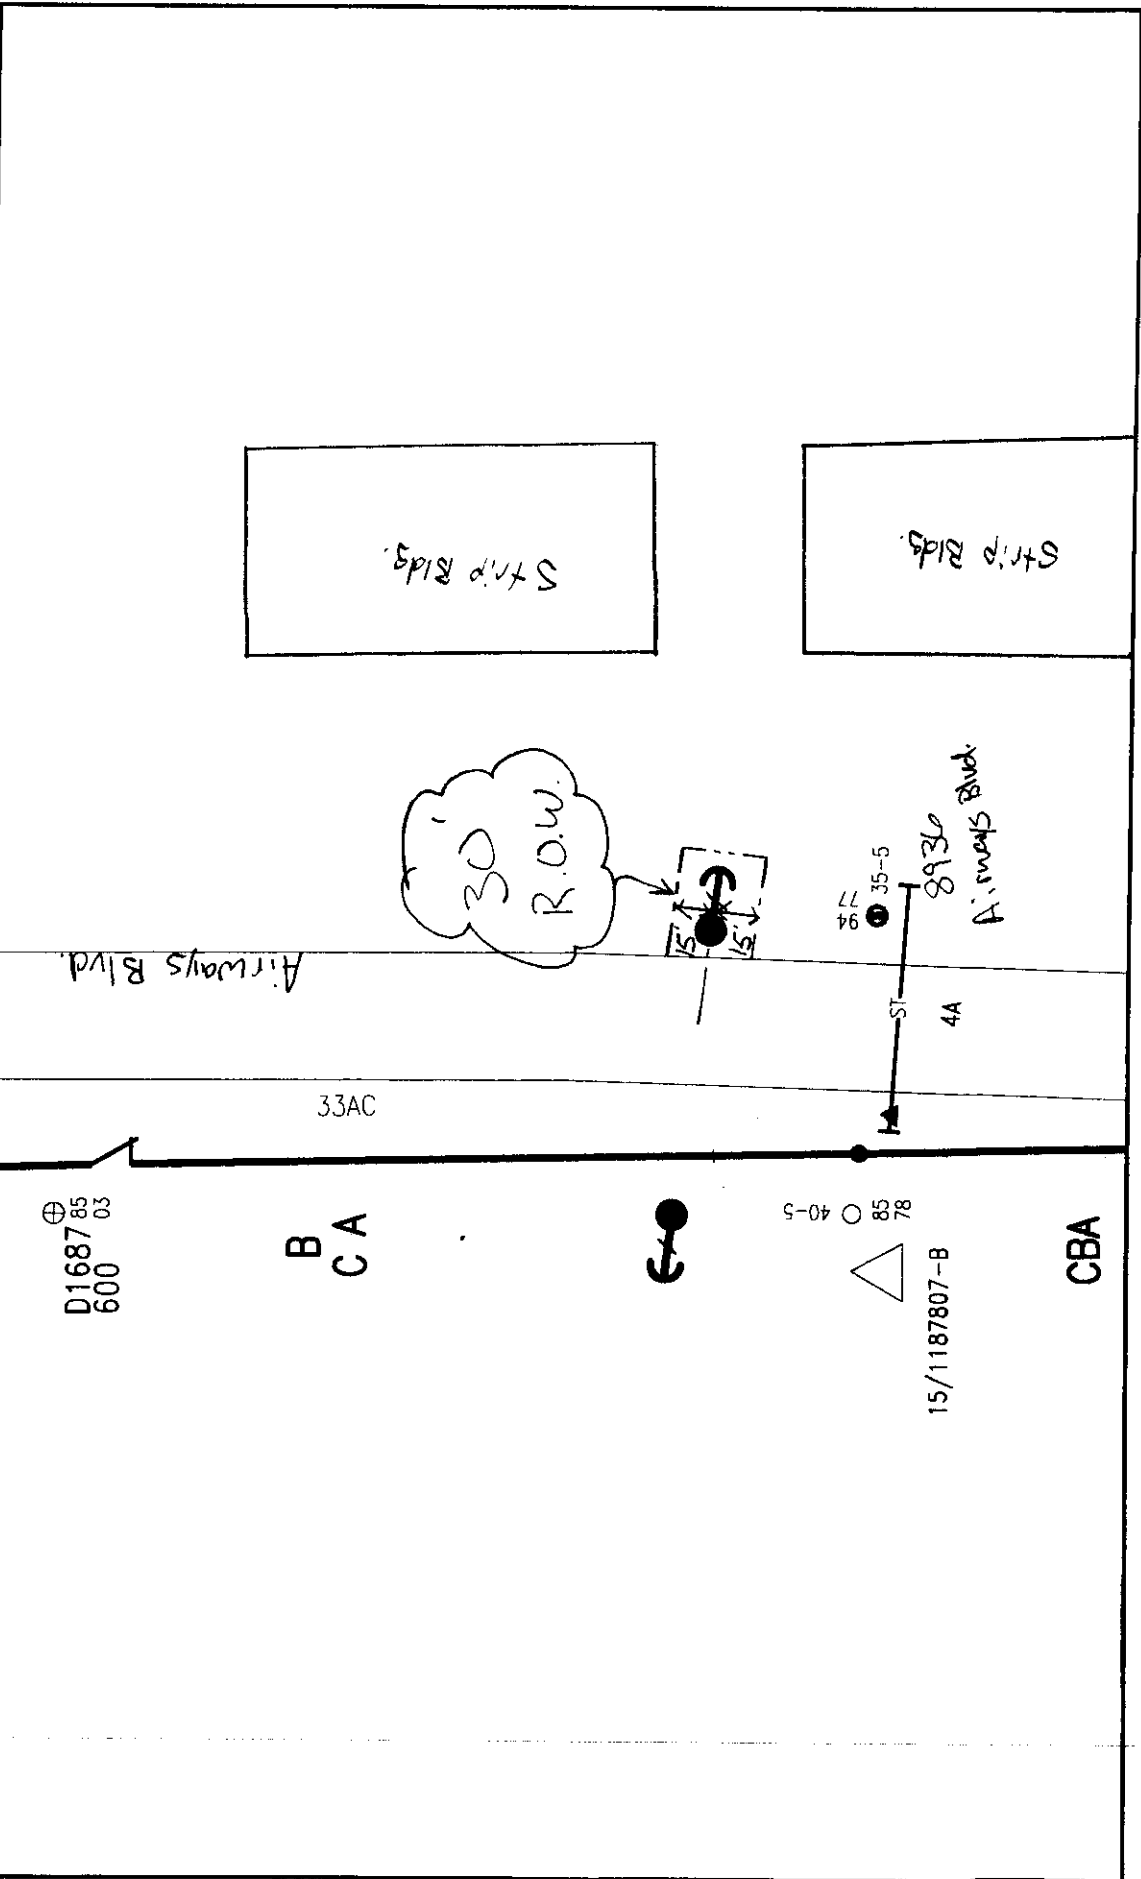 Strip Bldg.
Strip Bldg.
30'
R.O.W.
15'
15'
94
77
35-5
8936
Airways Blvd.
Airways Blvd.
ST
4A
33AC
D1687
600
85
03
B
C A
40-5
85
78
15/1187807-B
CBA